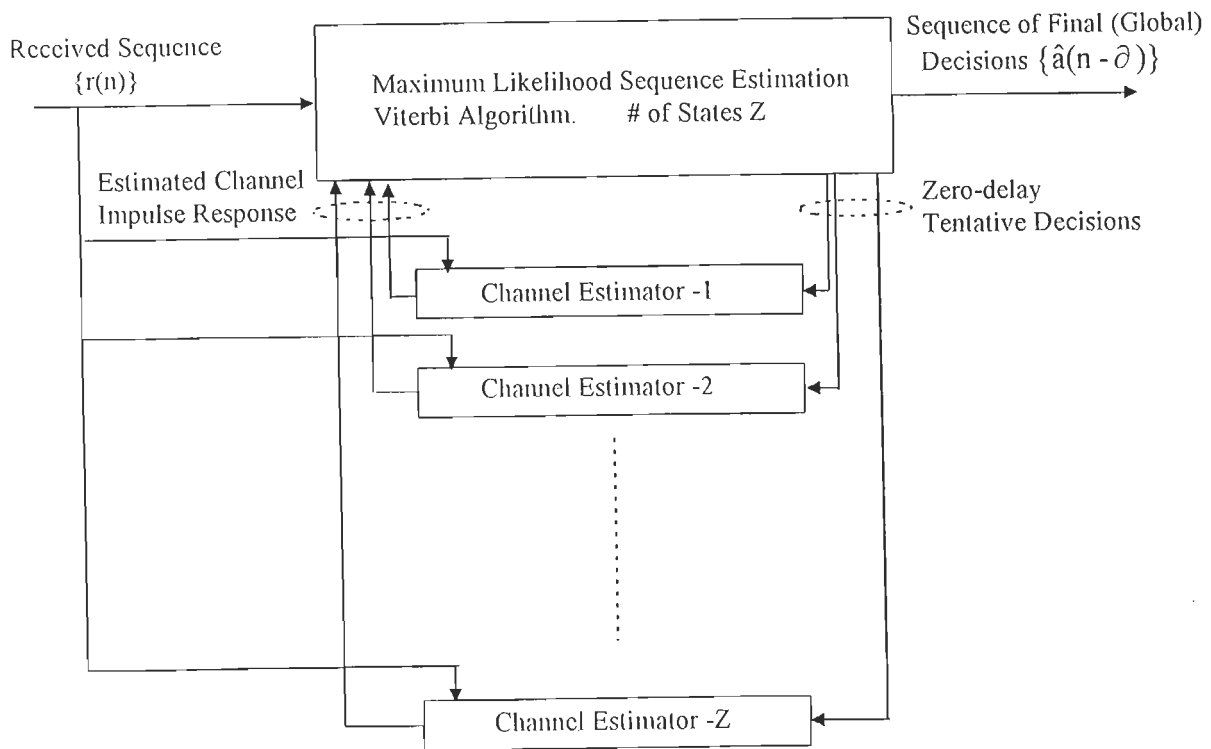 Received Sequence
{r(n)}
Sequence of Final (Global)
Decisions {â(n - ∂)}
Maximum Likelihood Sequence Estimation
Viterbi Algorithm. # of States Z
Estimated Channel
Impulse Response
Zero-delay
Tentative Decisions
Channel Estimator -1
Channel Estimator -2
Channel Estimator -Z